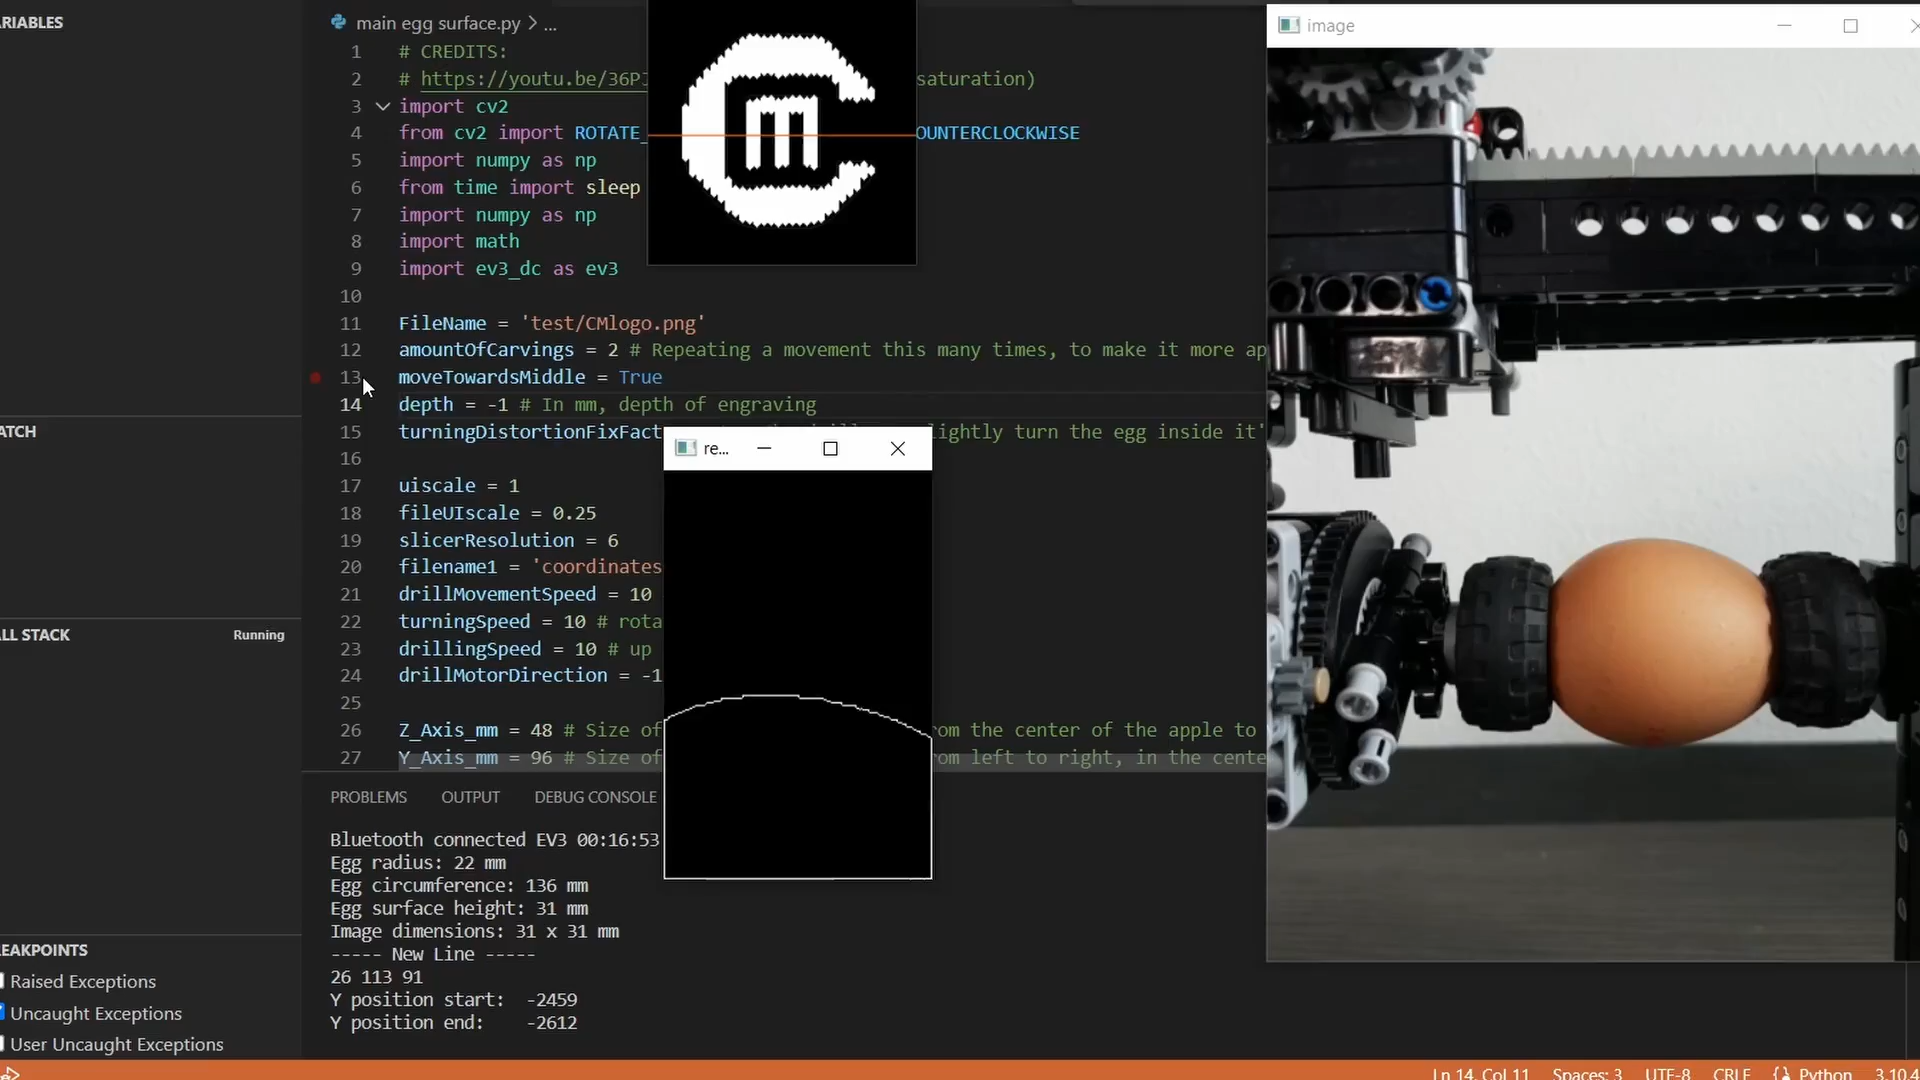 ARIABLES
main egg surface.py > ...
1 # CREDITS:
2 # https://youtu.be/36PJ saturation)
3 import cv2
4 from cv2 import ROTATE_ OUNTERCLOCKWISE
5 import numpy as np
6 from time import sleep
7 import numpy as np
8 import math
9 import ev3_dc as ev3
10
11 FileName = 'test/CMlogo.png'
12 amountOfCarvings = 2 # Repeating a movement this many times, to make it more ap
13 moveTowardsMiddle = True
14 depth = -1 # In mm, depth of engraving
15 turningDistortionFixFact lightly turn the egg inside it'
16
17 uiscale = 1
18 fileUIscale = 0.25
19 slicerResolution = 6
20 filename1 = 'coordinates
21 drillMovementSpeed = 10
22 turningSpeed = 10 # rota
23 drillingSpeed = 10 # up
24 drillMotorDirection = -1
25
26 Z_Axis_mm = 48 # Size of om the center of the apple to
27 Y_Axis_mm = 96 # Size of om left to right, in the cente
Cm
re...
image
ATCH
LL STACK
Running
EAKPOINTS
Raised Exceptions
Uncaught Exceptions
User Uncaught Exceptions
PROBLEMS OUTPUT DEBUG CONSOLE
Bluetooth connected EV3 00:16:53
Egg radius: 22 mm
Egg circumference: 136 mm
Egg surface height: 31 mm
Image dimensions: 31 x 31 mm
----- New Line -----
26 113 91
Y position start: -2459
Y position end: -2612
Ln 14, Col 11 Spaces: 3 UTF-8 CRLF Python 3.10.4